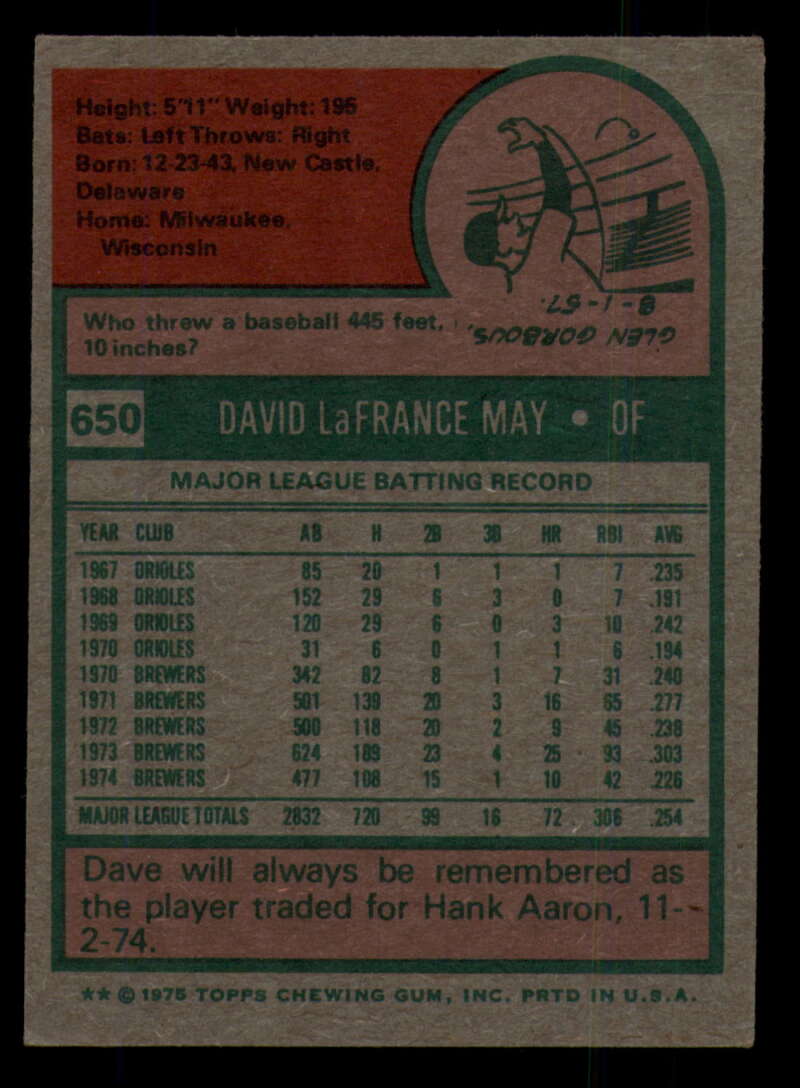 Height: 5'11" Weight: 195
Bats: Left Throws: Right
Born: 12-23-43, New Castle,
Delaware
Home: Milwaukee,
Wisconsin
Who threw a baseball 445 feet,
10 inches?
GLEN GORBOUS,
8-1-57.
650 DAVID LaFRANCE MAY • OF
MAJOR LEAGUE BATTING RECORD
YEAR CLUB AB H 2B 3B HR RBI AVG
1967 ORIOLES 85 20 1 1 1 7 .235
1968 ORIOLES 152 29 6 3 0 7 .191
1969 ORIOLES 120 29 6 0 3 10 .242
1970 ORIOLES 31 6 0 1 1 6 .194
1970 BREWERS 342 82 8 1 7 31 .240
1971 BREWERS 501 139 20 3 16 65 .277
1972 BREWERS 500 118 20 2 9 45 .238
1973 BREWERS 624 189 23 4 25 93 .303
1974 BREWERS 477 108 15 1 10 42 .226
MAJOR LEAGUE TOTALS 2832 720 99 16 72 306 .254
Dave will always be remembered as
the player traded for Hank Aaron, 11-
2-74.
** © 1975 TOPPS CHEWING GUM, INC. PRTD IN U.S.A.